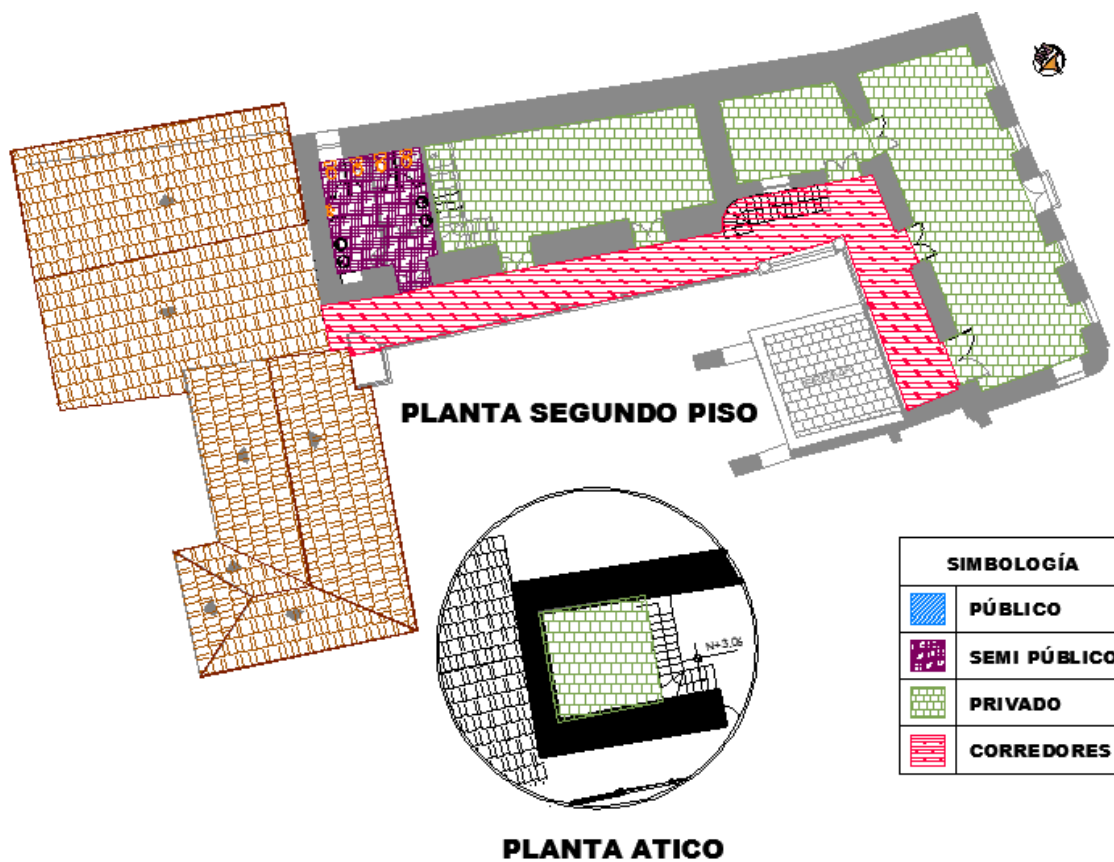 PLANTA SEGUNDO PISO
SIMBOLOGÍA
PÚBLICO
SEMI PÚBLICO
PRIVADO
CORREDORES
N+3,06
PLANTA ATICO